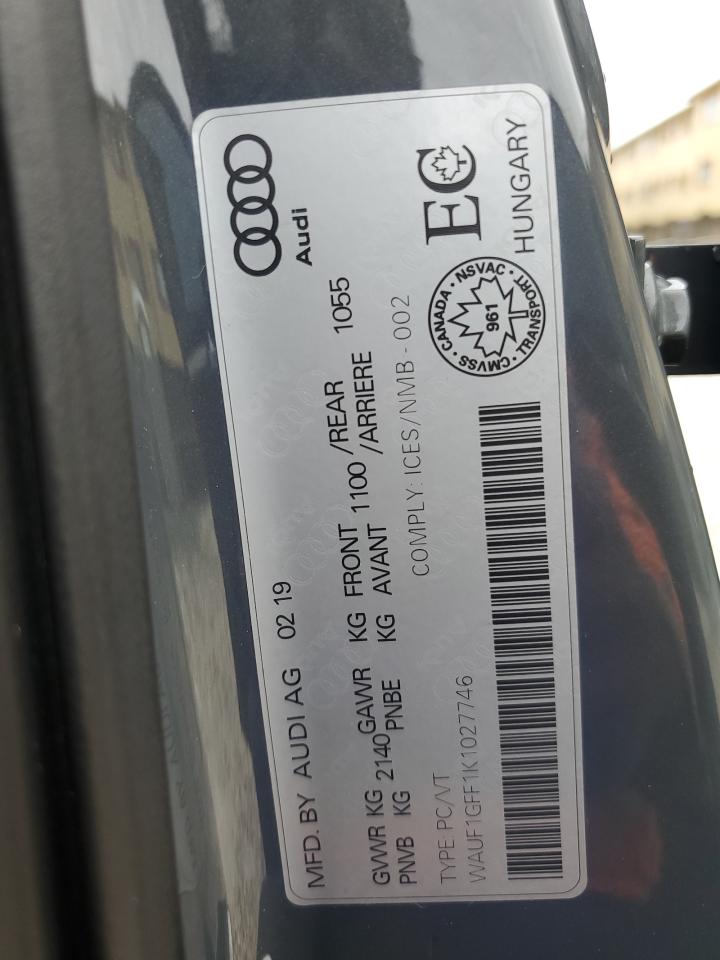 MFD. BY AUDI AG 02 19
Audi
GVWR KG 2140 GAWR KG FRONT 1100 /REAR 1055
PNVB KG PNBE KG AVANT /ARRIERE
COMPLY: ICES/NMB-002
TYPE: PC/VT
WAUF1GFF1K1027746
CANADA · NSVAC · TRANSPORT · CMVSS ·
961
EC
HUNGARY